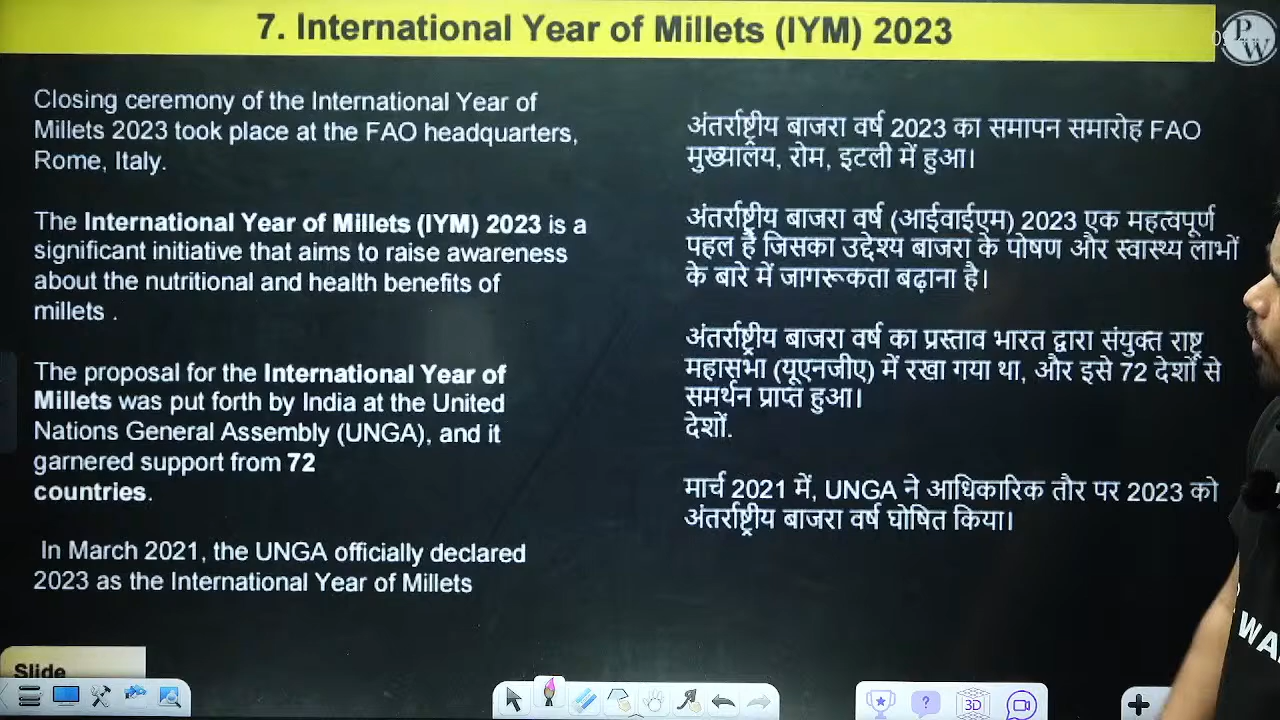 7. International Year of Millets (IYM) 2023
PW
Closing ceremony of the International Year of
Millets 2023 took place at the FAO headquarters,
Rome, Italy.
The International Year of Millets (IYM) 2023 is a
significant initiative that aims to raise awareness
about the nutritional and health benefits of
millets .
The proposal for the International Year of
Millets was put forth by India at the United
Nations General Assembly (UNGA), and it
garnered support from 72
countries.
In March 2021, the UNGA officially declared
2023 as the International Year of Millets
अंतर्राष्ट्रीय बाजरा वर्ष 2023 का समापन समारोह FAO
मुख्यालय, रोम, इटली में हुआ।
अंतर्राष्ट्रीय बाजरा वर्ष (आईवाईएम) 2023 एक महत्वपूर्ण
पहल है जिसका उद्देश्य बाजरा के पोषण और स्वास्थ्य लाभों
के बारे में जागरूकता बढ़ाना है।
अंतर्राष्ट्रीय बाजरा वर्ष का प्रस्ताव भारत द्वारा संयुक्त राष्ट्र
महासभा (यूएनजीए) में रखा गया था, और इसे 72 देशों से
समर्थन प्राप्त हुआ।
देशों.
मार्च 2021 में, UNGA ने आधिकारिक तौर पर 2023 को
अंतर्राष्ट्रीय बाजरा वर्ष घोषित किया।
Slide
3D